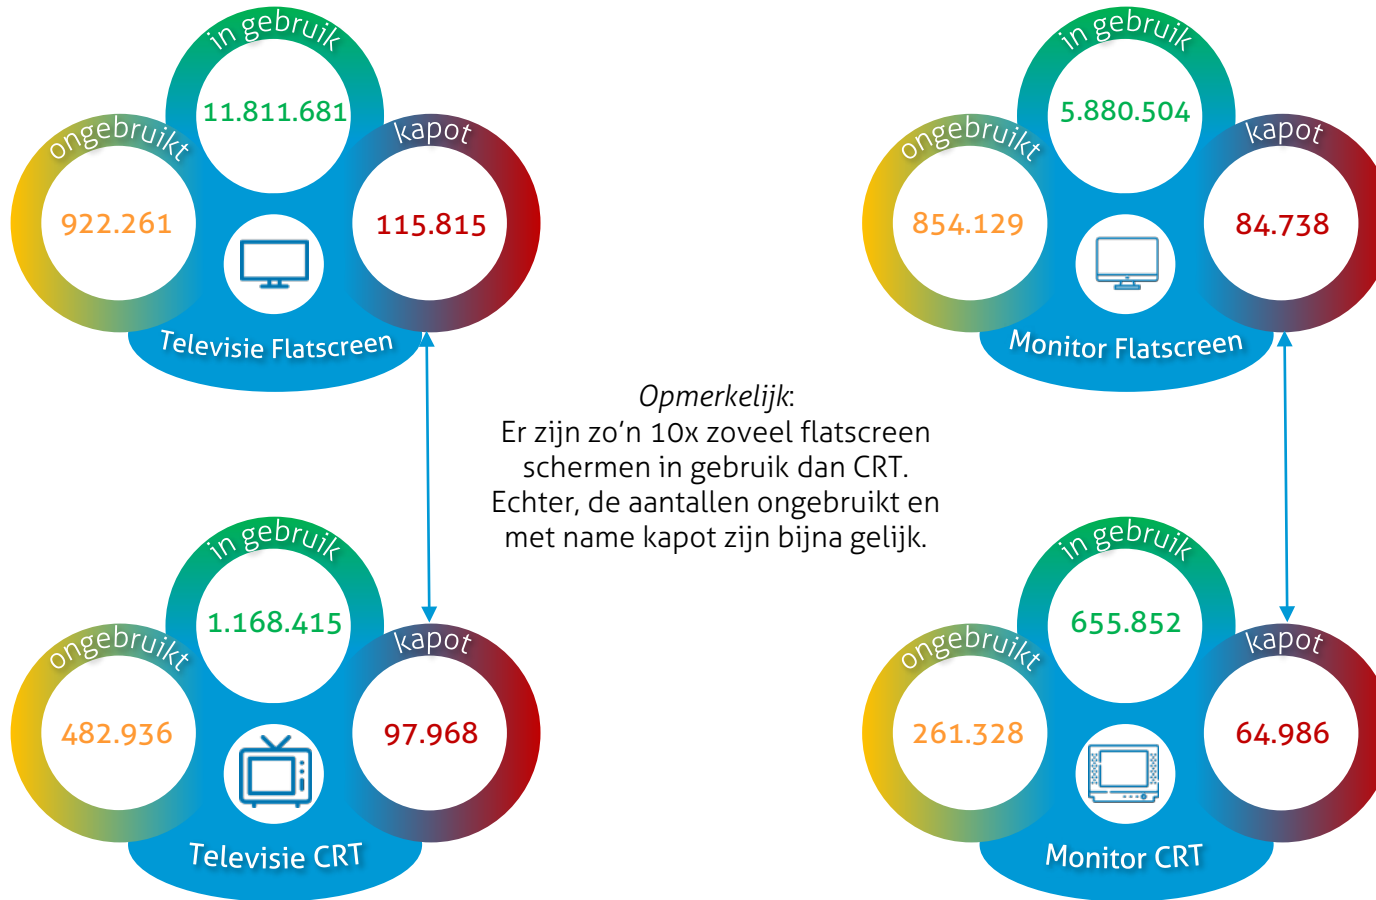 in gebruik
11.811.681
ongebruikt
922.261
kapot
115.815
Televisie Flatscreen
in gebruik
5.880.504
ongebruikt
854.129
kapot
84.738
Monitor Flatscreen
Opmerkelijk:
Er zijn zo'n 10x zoveel flatscreen
schermen in gebruik dan CRT.
Echter, de aantallen ongebruikt en
met name kapot zijn bijna gelijk.
in gebruik
1.168.415
ongebruikt
482.936
kapot
97.968
Televisie CRT
in gebruik
655.852
ongebruikt
261.328
kapot
64.986
Monitor CRT